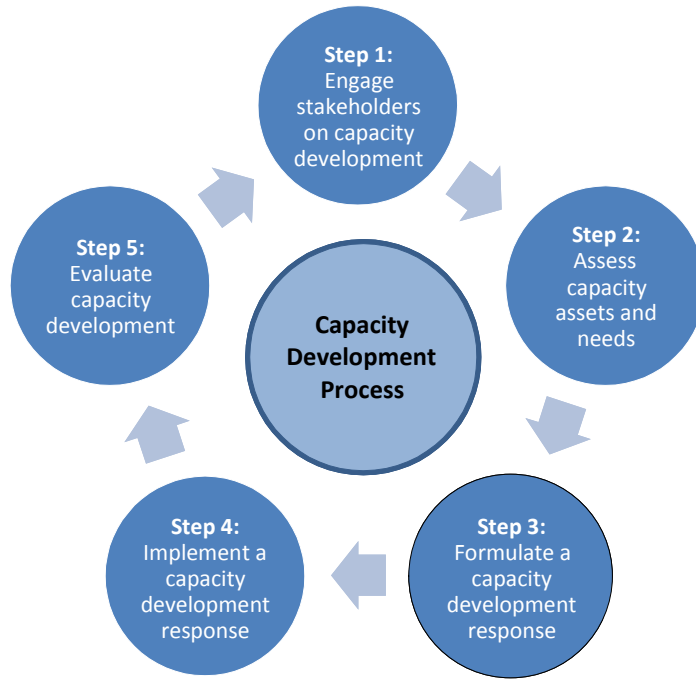 Step 1:
Engage
stakeholders
on capacity
development
Step 2:
Assess
capacity
assets and
needs
Step 3:
Formulate a
capacity
development
response
Step 4:
Implement a
capacity
development
response
Step 5:
Evaluate
capacity
development
Capacity
Development
Process